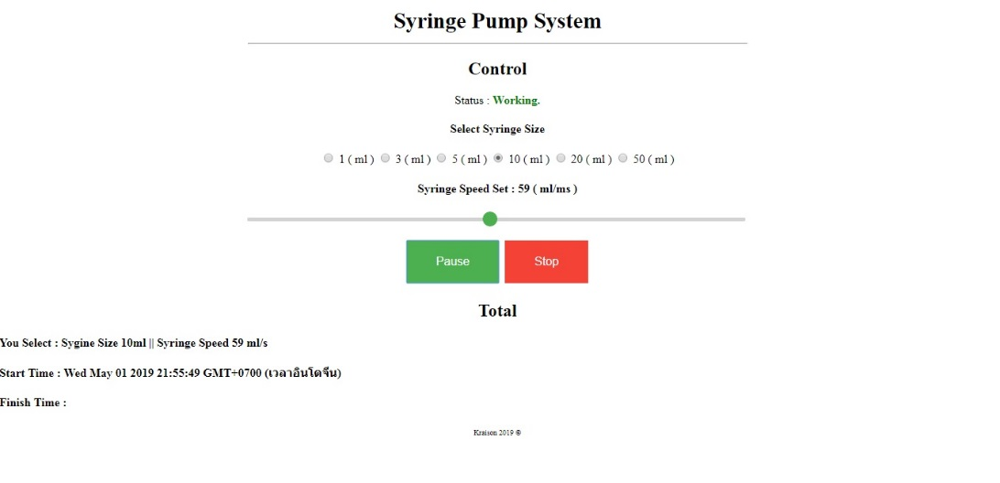 Syringe Pump System
Control
Status : Working.
Select Syringe Size
1 ( ml ) 3 ( ml ) 5 ( ml ) 10 ( ml ) 20 ( ml ) 50 ( ml )
Syringe Speed Set : 59 ( ml/ms )
Pause Stop
Total
You Select : Sygine Size 10ml || Syringe Speed 59 ml/s
Start Time : Wed May 01 2019 21:55:49 GMT+0700 (เวลาอินโดจีน)
Finish Time :
Kraison 2019 ©